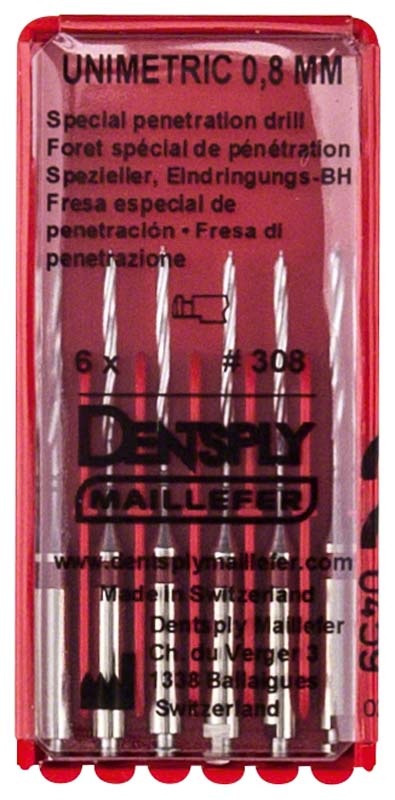 UNIMETRIC 0,8 MM
Special penetration drill
Foret spécial de pénétration
Spezieller, Eindringungs-BH
Fresa especial de
penetración • Fresa di
penetrazione
6 x # 308
DENTSPLY
MAILLEFER
www.dentsplymaillefer.com
Made in Switzerland
Dentsply Maillefer
Ch. du Verger 3
1338 Ballaigues
Switzerland
0459